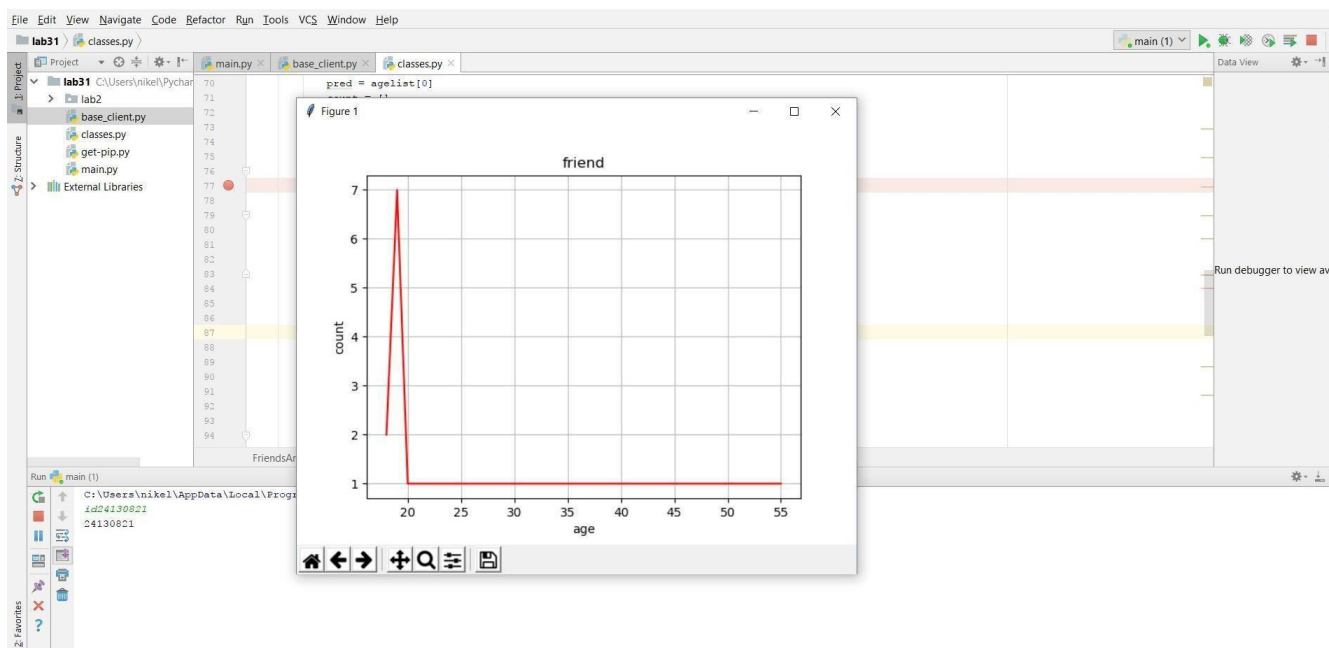 File Edit View Navigate Code Refactor Run Tools VCS Window Help
lab31 classes.py
main (1)
1: Project
Project
main.py
base_client.py
classes.py
Data View
lab31 C:\Users\nikel\Pychar
lab2
base_client.py
classes.py
get-pip.py
main.py
External Libraries
7: Structure
70 pred = agelist[0]
71
72
73
74
75
76
77
78
79
80
81
82
83
84
85
86
87
88
89
90
91
92
93
94
FriendsAr
Figure 1
friend
count
7
6
5
4
3
2
1
20 25 30 35 40 45 50 55
age
Run debugger to view av
Run main (1)
C:\Users\nikel\AppData\Local\Progr
id24130821
24130821
2: Favorites